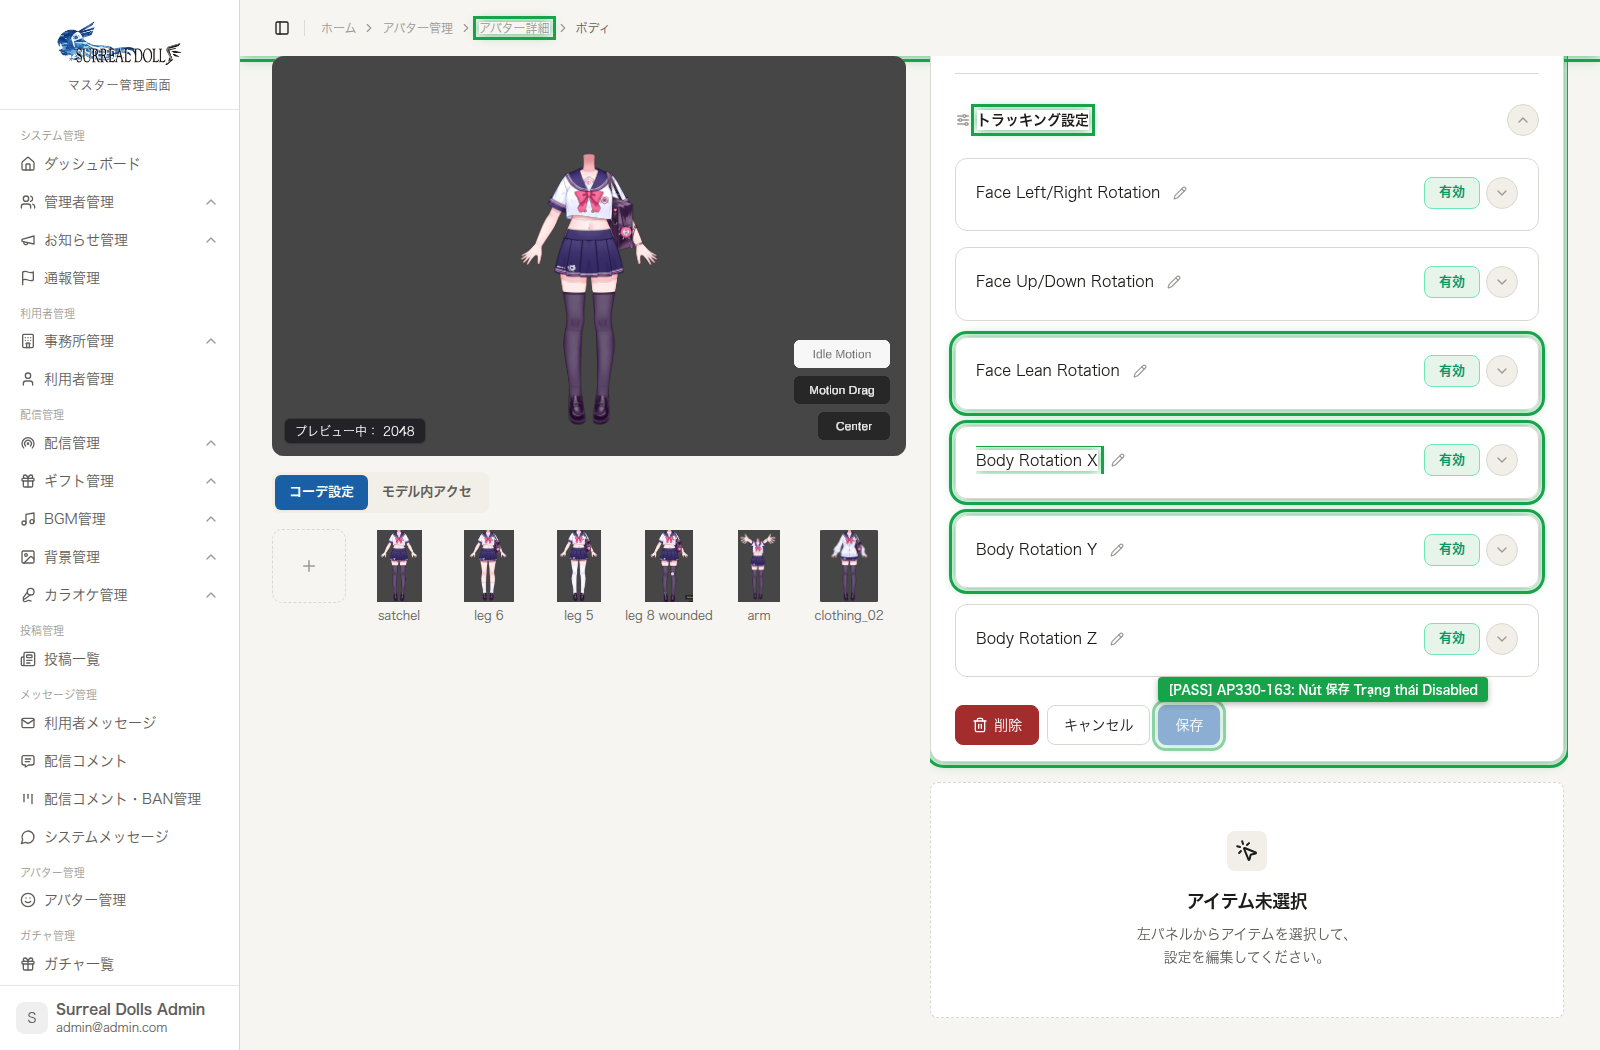 SURREAL DOLL
マスター管理画面
システム管理
ダッシュボード
管理者管理
お知らせ管理
通報管理
利用者管理
事務所管理
利用者管理
配信管理
配信管理
ギフト管理
BGM管理
背景管理
カラオケ管理
投稿管理
投稿一覧
メッセージ管理
利用者メッセージ
配信コメント
配信コメント・BAN管理
システムメッセージ
アバター管理
アバター管理
ガチャ管理
ガチャ一覧
S
Surreal Dolls Admin
admin@admin.com
ホーム > アバター管理 > アバター詳細 > ボディ
Idle Motion
Motion Drag
Center
プレビュー中： 2048
コーデ設定
モデル内アクセ
satchel
leg 6
leg 5
leg 8 wounded
arm
clothing_02
トラッキング設定
Face Left/Right Rotation
有効
Face Up/Down Rotation
有効
Face Lean Rotation
有効
Body Rotation X
有効
Body Rotation Y
有効
Body Rotation Z
有効
[PASS] AP330-163: Nút 保存 Trạng thái Disabled
削除
キャンセル
保存
アイテム未選択
左パネルからアイテムを選択して、
設定を編集してください。